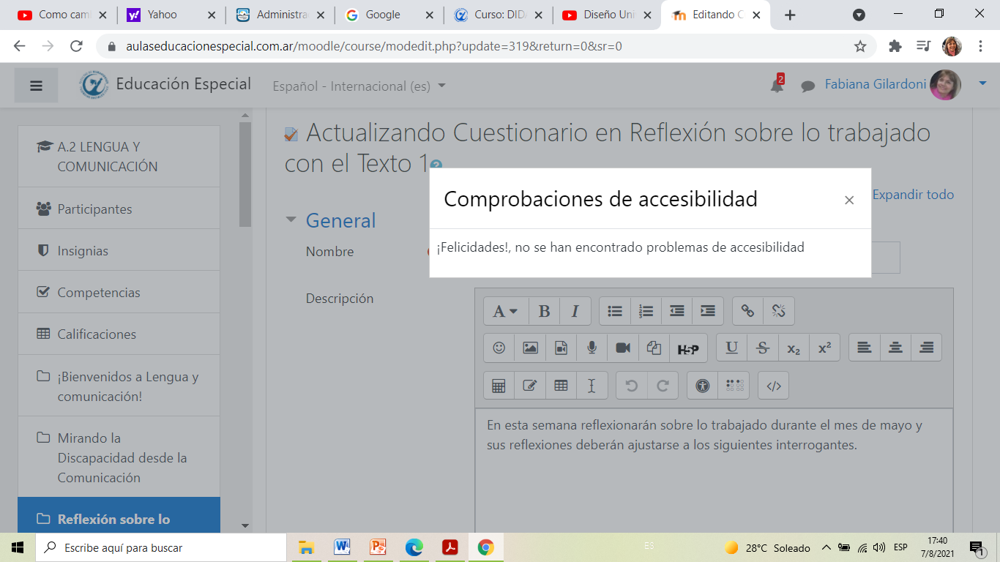 Como cam
Yahoo
Administra
Google
Curso: DID
Diseño Uni
Editando C
aulaseducacionespecial.com.ar/moodle/course/modedit.php?update=319&return=0&sr=0
Educación Especial
Español - Internacional (es)
2
Fabiana Gilardoni
A.2 LENGUA Y
COMUNICACIÓN
Participantes
Insignias
Competencias
Calificaciones
¡Bienvenidos a Lengua y
comunicación!
Mirando la
Discapacidad desde la
Comunicación
Reflexión sobre lo
Actualizando Cuestionario en Reflexión sobre lo trabajado
con el Texto 1
Expandir todo
General
Nombre
Comprobaciones de accesibilidad
¡Felicidades!, no se han encontrado problemas de accesibilidad
Descripción
A B I
H5P U S x₂ x²
</>
En esta semana reflexionarán sobre lo trabajado durante el mes de mayo y
sus reflexiones deberán ajustarse a los siguientes interrogantes.
Escribe aquí para buscar
ES
28°C Soleado
ESP
17:40
7/8/2021
1